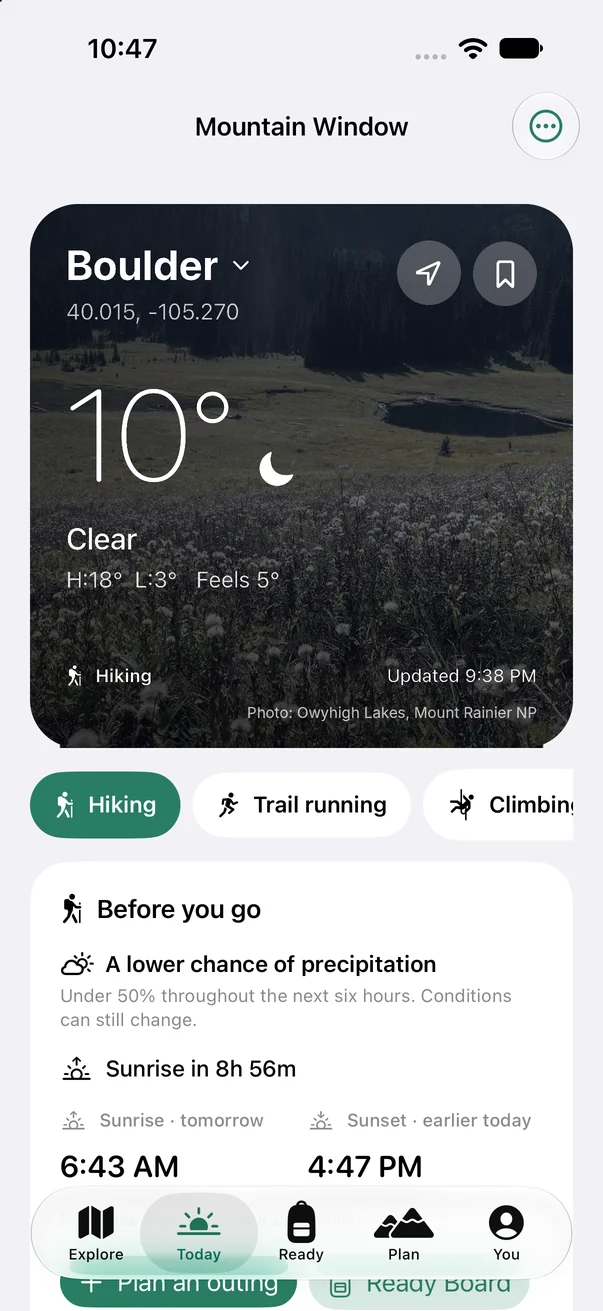 10:47
Mountain Window
Boulder
40.015, -105.270
10°
Clear
H:18° L:3° Feels 5°
Hiking
Updated 9:38 PM
Photo: Owyhigh Lakes, Mount Rainier NP
Hiking
Trail running
Climbing
Before you go
A lower chance of precipitation
Under 50% throughout the next six hours. Conditions
can still change.
Sunrise in 8h 56m
Sunrise · tomorrow
Sunset · earlier today
6:43 AM
4:47 PM
Explore
Today
Ready
Plan
You
Plan an outing
Ready Board